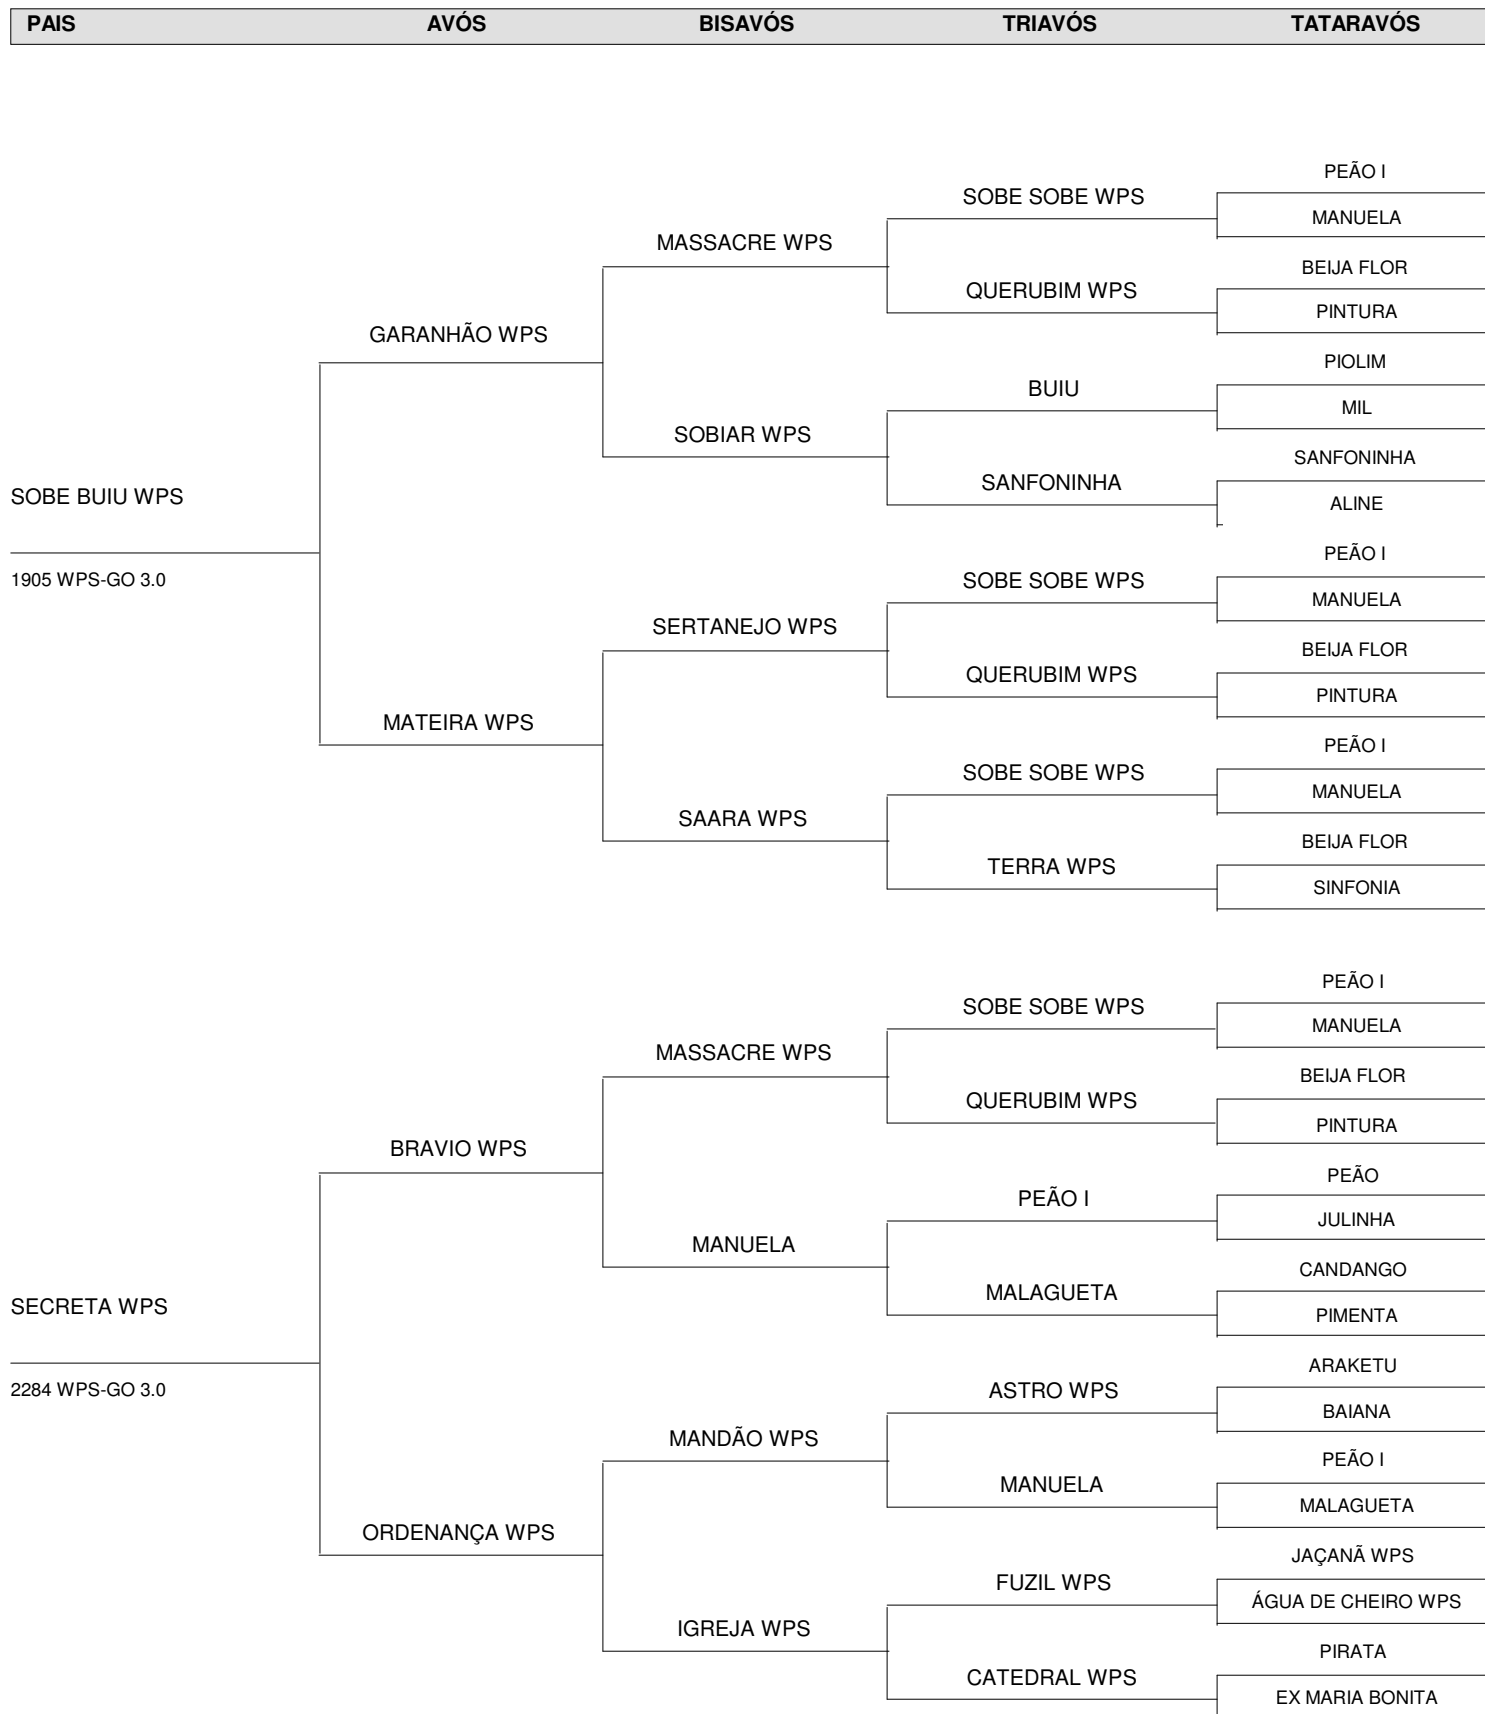 PAIS AVÓS BISAVÓS TRIAVÓS TATARAVÓS
PEÃO I
SOBE SOBE WPS
MANUELA
MASSACRE WPS
BEIJA FLOR
QUERUBIM WPS
PINTURA
GARANHÃO WPS
PIOLIM
BUIU
MIL
SOBIAR WPS
SANFONINHA
SANFONINHA
SOBE BUIU WPS
ALINE
PEÃO I
1905 WPS-GO 3.0
SOBE SOBE WPS
MANUELA
SERTANEJO WPS
BEIJA FLOR
QUERUBIM WPS
PINTURA
MATEIRA WPS
PEÃO I
SOBE SOBE WPS
MANUELA
SAARA WPS
BEIJA FLOR
TERRA WPS
SINFONIA
PEÃO I
SOBE SOBE WPS
MANUELA
MASSACRE WPS
BEIJA FLOR
QUERUBIM WPS
PINTURA
BRAVIO WPS
PEÃO
PEÃO I
JULINHA
MANUELA
CANDANGO
MALAGUETA
SECRETA WPS
PIMENTA
ARAKETU
2284 WPS-GO 3.0
ASTRO WPS
BAIANA
MANDÃO WPS
PEÃO I
MANUELA
MALAGUETA
ORDENANÇA WPS
JAÇANÃ WPS
FUZIL WPS
ÁGUA DE CHEIRO WPS
IGREJA WPS
PIRATA
CATEDRAL WPS
EX MARIA BONITA